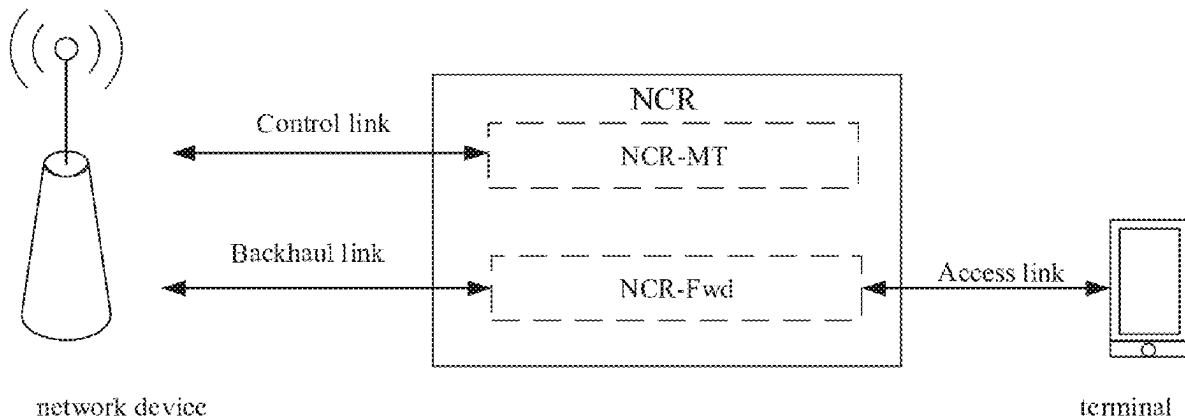 NCR
Control link
NCR-MT
Backhaul link
NCR-Fwd
Access link
network device
terminal